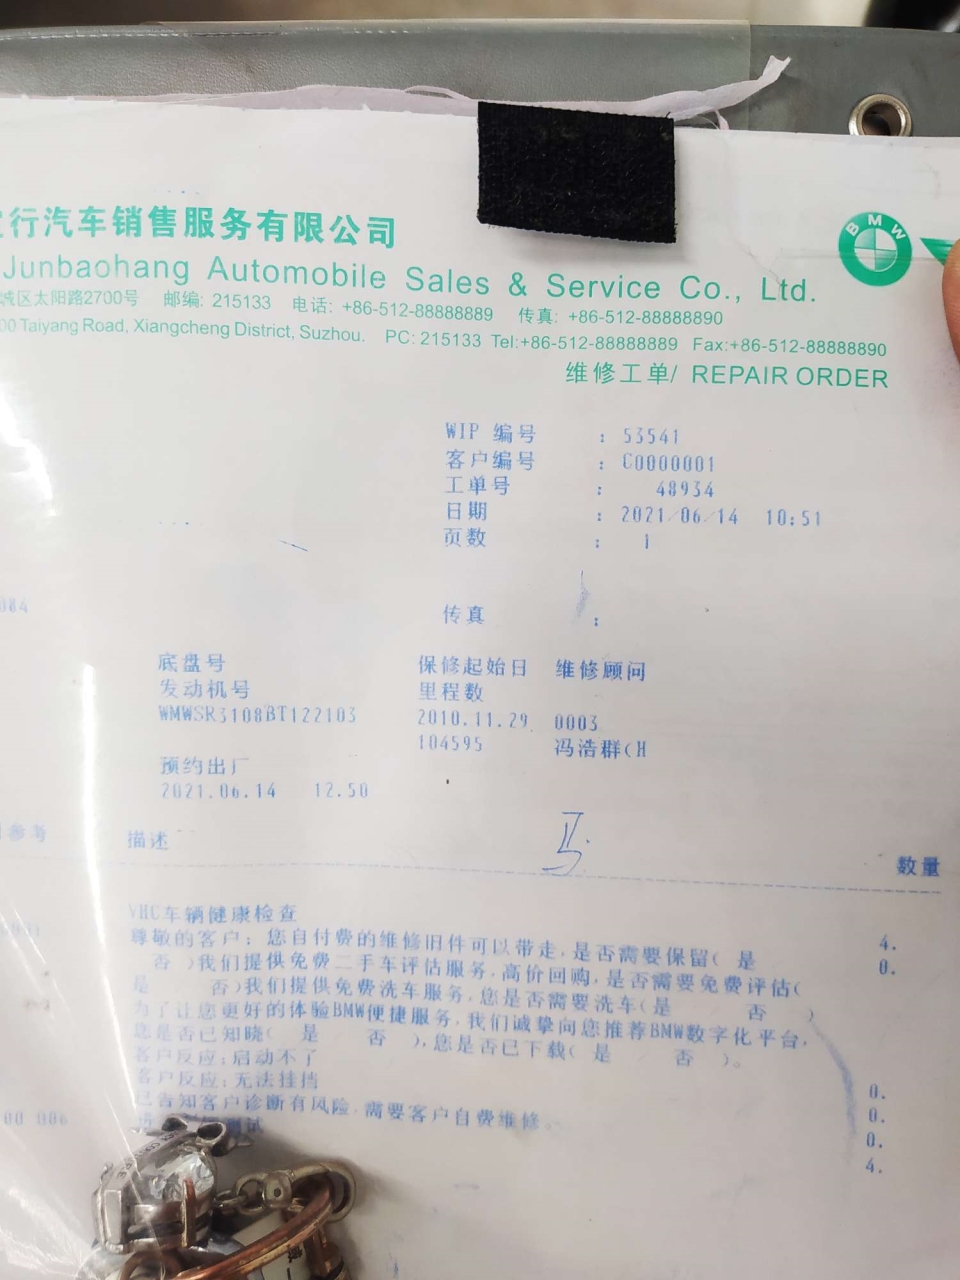 行汽车销售服务有限公司
Junbaohang Automobile Sales & Service Co., Ltd.
BMW
城区太阳路2700号 邮编: 215133 电话: +86-512-88888889 传真: +86-512-88888890
00 Taiyang Road, Xiangcheng District, Suzhou. PC: 215133 Tel:+86-512-88888889 Fax:+86-512-88888890
维修工单/ REPAIR ORDER
WIP 编号 : 53541
客户编号 : C0000001
工单号 : 48934
日期 : 2021/06/14 10:51
页数 : 1
084
传真 :
底盘号 保修起始日 维修顾问
发动机号 里程数
WMWSR3108BT122103 2010.11.29 0003
104595 冯浩群(H
预约出厂
2021.06.14 12.50
参考 描述 数量
VHC车辆健康检查 4.
尊敬的客户: 您自付费的维修旧件可以带走,是否需要保留( 是 0.
否 )我们提供免费二手车评估服务,高价回购,是否需要免费评估(
是 否)我们提供免费洗车服务,您是否需要洗车(是 否 )
为了让您更好的体验BMW便捷服务,我们诚挚向您推荐BMW数字化平台,
您是否已知晓( 是 否 ),您是否已下载( 是 否 )。
客户反应:启动不了 0.
客户反应:无法挂挡 0.
已告知客户诊断有风险,需要客户自费维修。 0.
00 006 测试 4.